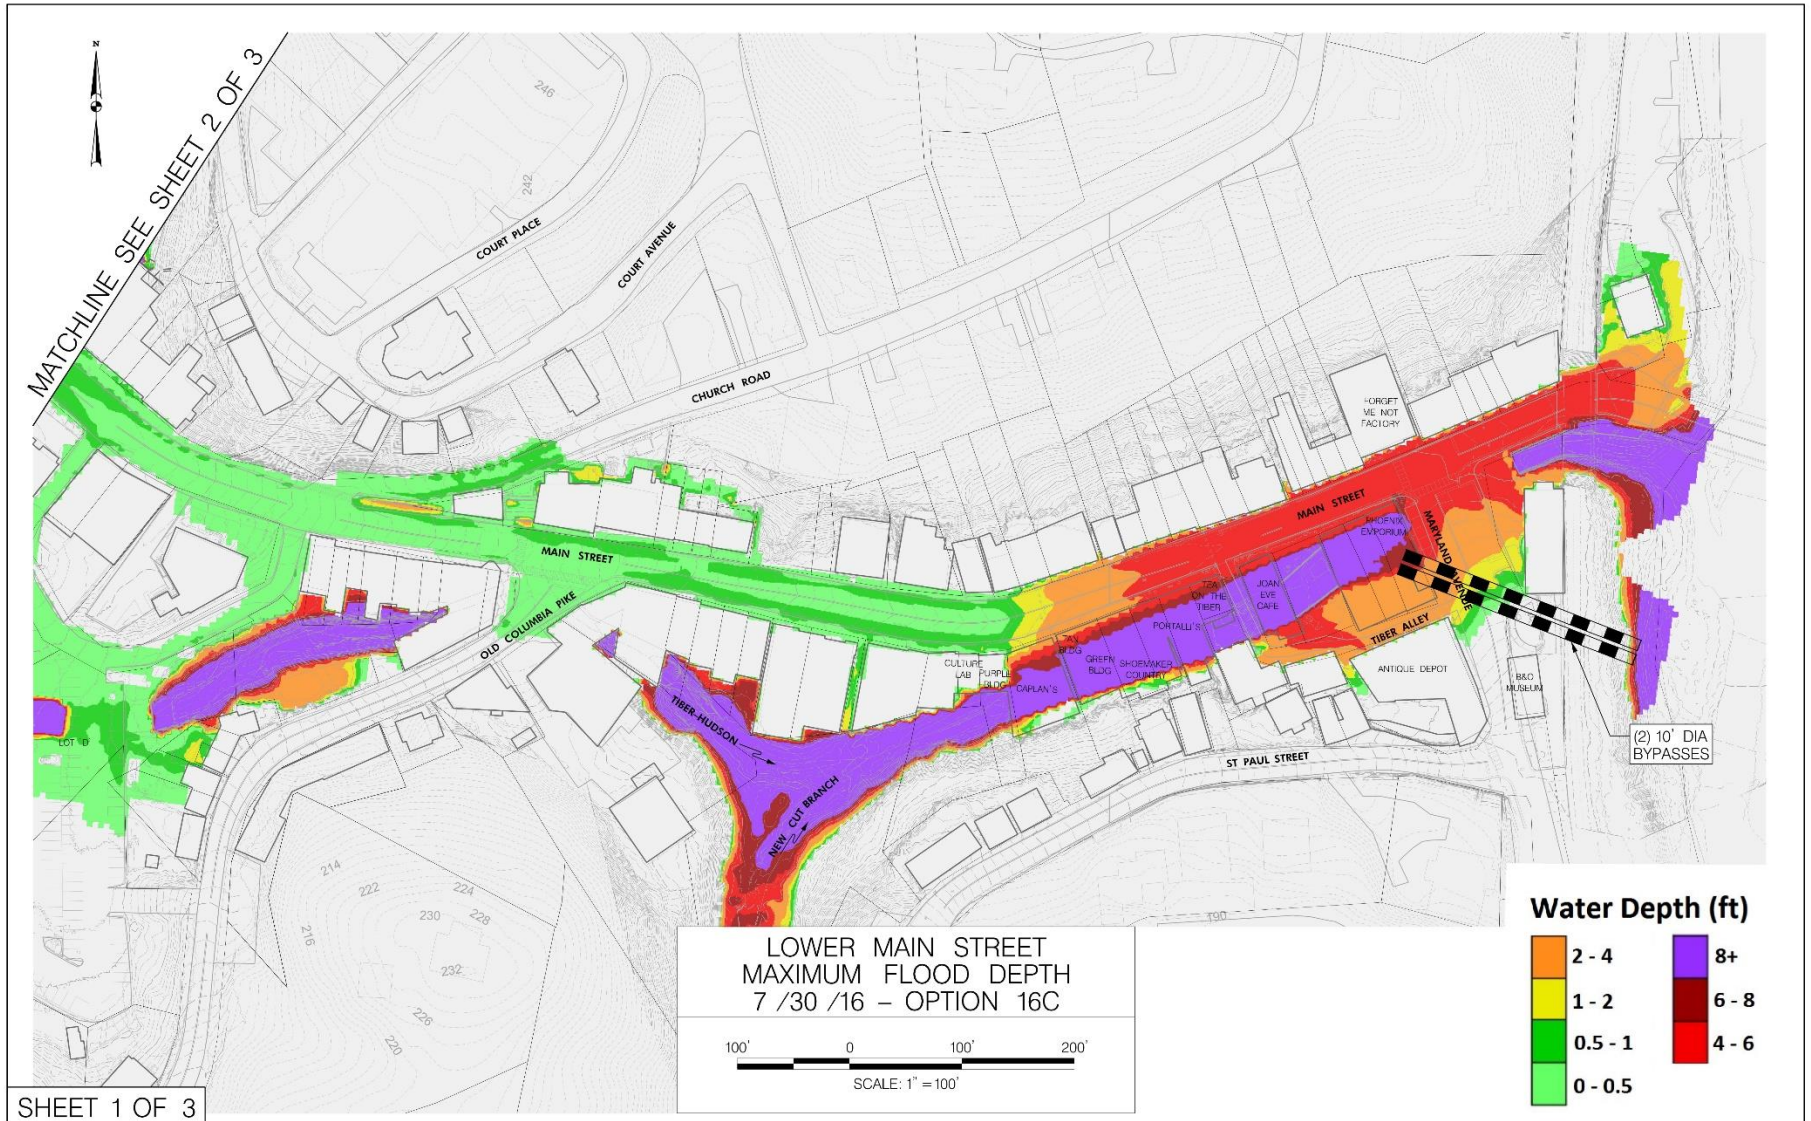 N
MATCHLINE SEE SHEET 2 OF 3
246
242
COURT PLACE
COURT AVENUE
CHURCH ROAD
FORGET
ME NOT
FACTORY
MAIN STREET
PHOENIX
EMPORIUM
MARYLAND AVENUE
MAIN STREET
TEA
ON THE
TIBER
JOAN
EVE
CAFE
PORTALLI'S
TIBER ALLEY
OLD COLUMBIA PIKE
CULTURE
LAB
PURPLE
BLDG
TAN
BLDG
GREEN
BLDG
SHOEMAKER
COUNTRY
CAPLAN'S
ANTIQUE DEPOT
B&O
MUSEUM
TIBER-HUDSON
LOT D
(2) 10' DIA
BYPASSES
ST PAUL STREET
NEW CUT BRANCH
214
222
224
230
228
216
232
226
220
190
LOWER MAIN STREET
MAXIMUM FLOOD DEPTH
7 /30 /16 – OPTION 16C
100' 0 100' 200'
SCALE: 1" =100'
Water Depth (ft)
2 - 4
1 - 2
0.5 - 1
0 - 0.5
8+
6 - 8
4 - 6
SHEET 1 OF 3